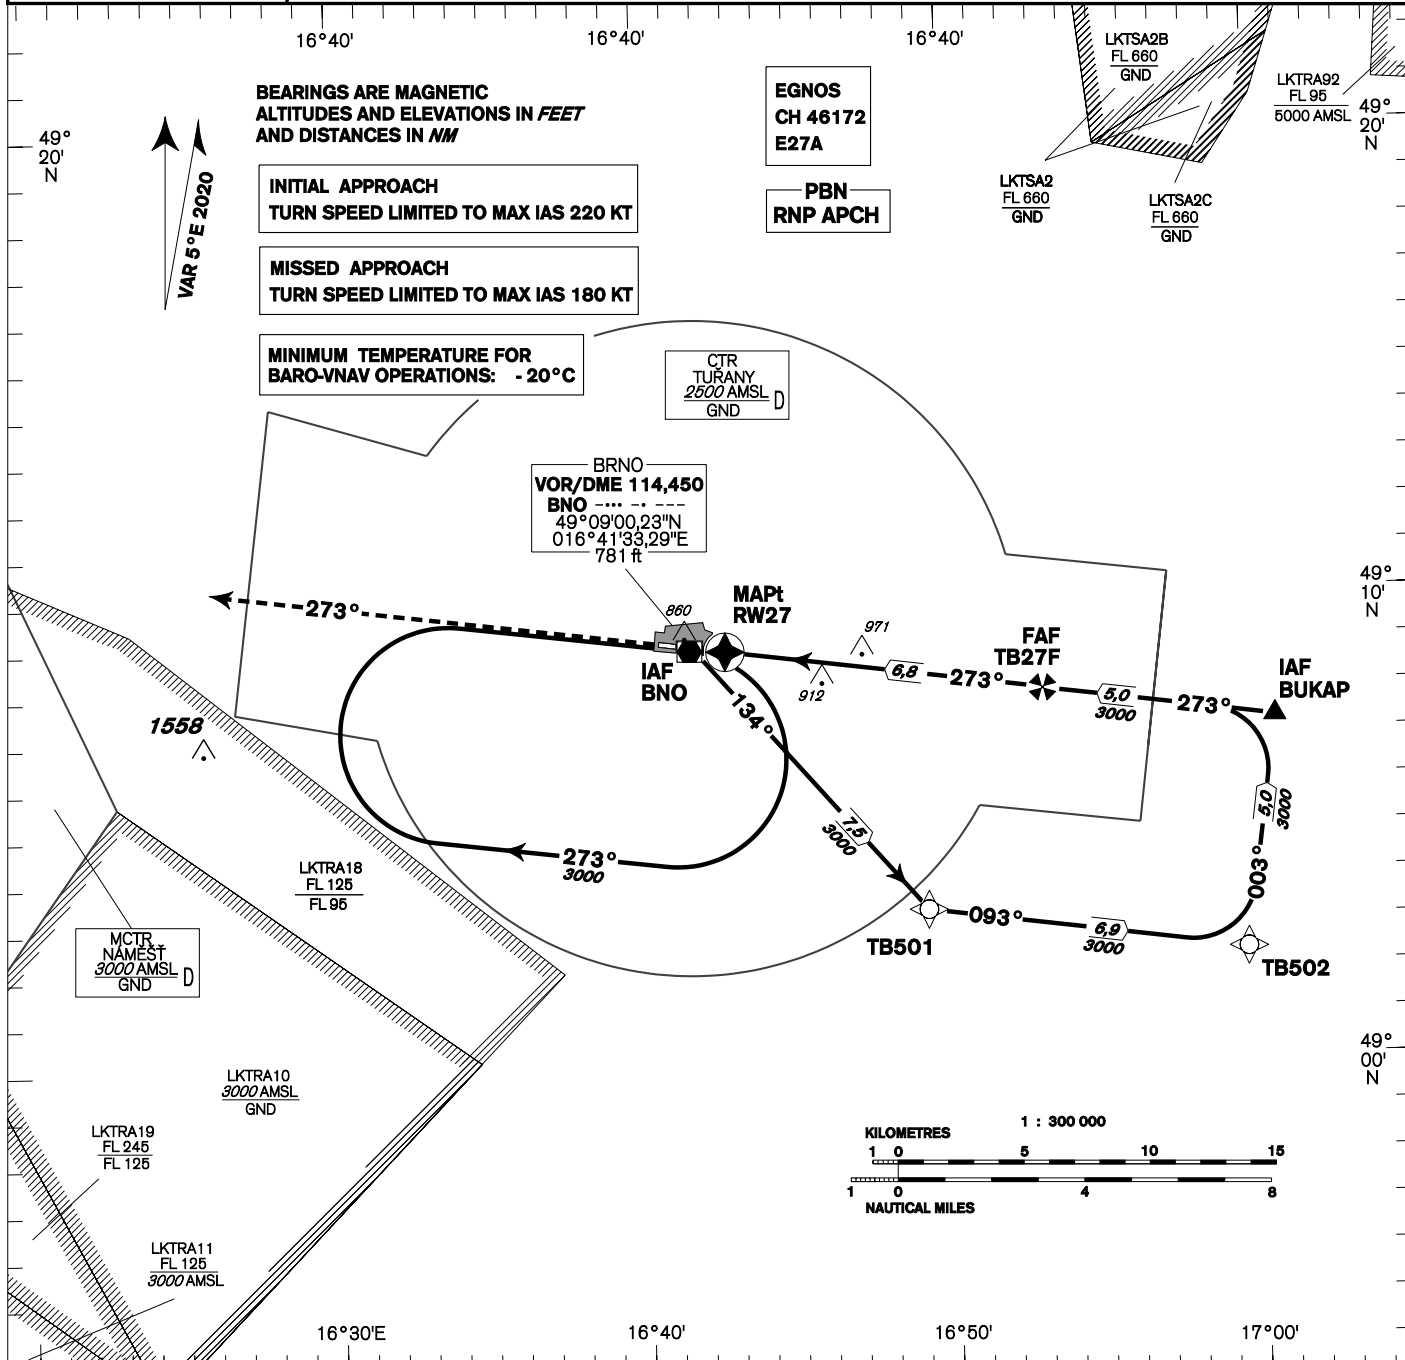 16°40'
16°40'
16°40'
BEARINGS ARE MAGNETIC
ALTITUDES AND ELEVATIONS IN FEET
AND DISTANCES IN NM
EGNOS
CH 46172
E27A
PBN
RNP APCH
LKTSA2B
FL 660
GND
LKTRA92
FL 95
5000 AMSL
49°
20'
N
49°
20'
N
VAR 5°E 2020
INITIAL APPROACH
TURN SPEED LIMITED TO MAX IAS 220 KT
LKTSA2
FL 660
GND
LKTSA2C
FL 660
GND
MISSED APPROACH
TURN SPEED LIMITED TO MAX IAS 180 KT
MINIMUM TEMPERATURE FOR
BARO-VNAV OPERATIONS: - 20°C
CTR
TUŘANY
2500 AMSL
GND
D
BRNO
VOR/DME 114,450
BNO -··· -· ---
49°09'00,23"N
016°41'33,29"E
781 ft
49°
10'
N
273°
860
MAPt
RW27
971
912
6,8
273°
FAF
TB27F
5,0
3000
273°
IAF
BUKAP
IAF
BNO
134°
1558
7,5
3000
5,0
3000
003°
273°
3000
LKTRA18
FL 125
FL 95
TB501
093°
6,9
3000
TB502
MCTR
NÁMĚŠŤ
3000 AMSL
GND
D
LKTRA10
3000 AMSL
GND
49°
00'
N
LKTRA19
FL 245
FL 125
1 : 300 000
KILOMETRES
1 0 5 10 15
1 0 4 8
NAUTICAL MILES
LKTRA11
FL 125
3000 AMSL
16°30'E
16°40'
16°50'
17°00'